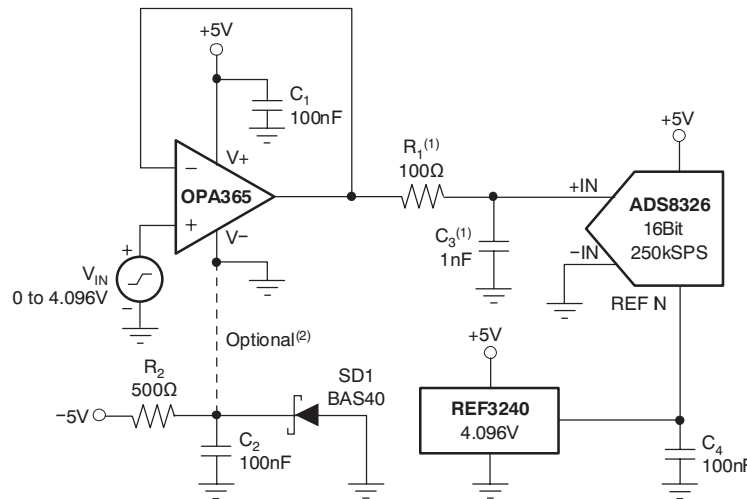 +5V
C₁
100nF
V+
−
OPA365
+
V−
R₁⁽¹⁾
100Ω
C₃⁽¹⁾
1nF
+5V
+IN
ADS8326
16Bit
−IN
250kSPS
REF N
+
V_IN
0 to 4.096V
−
Optional⁽²⁾
R₂
500Ω
−5V
C₂
100nF
SD1
BAS40
+5V
REF3240
4.096V
C₄
100nF